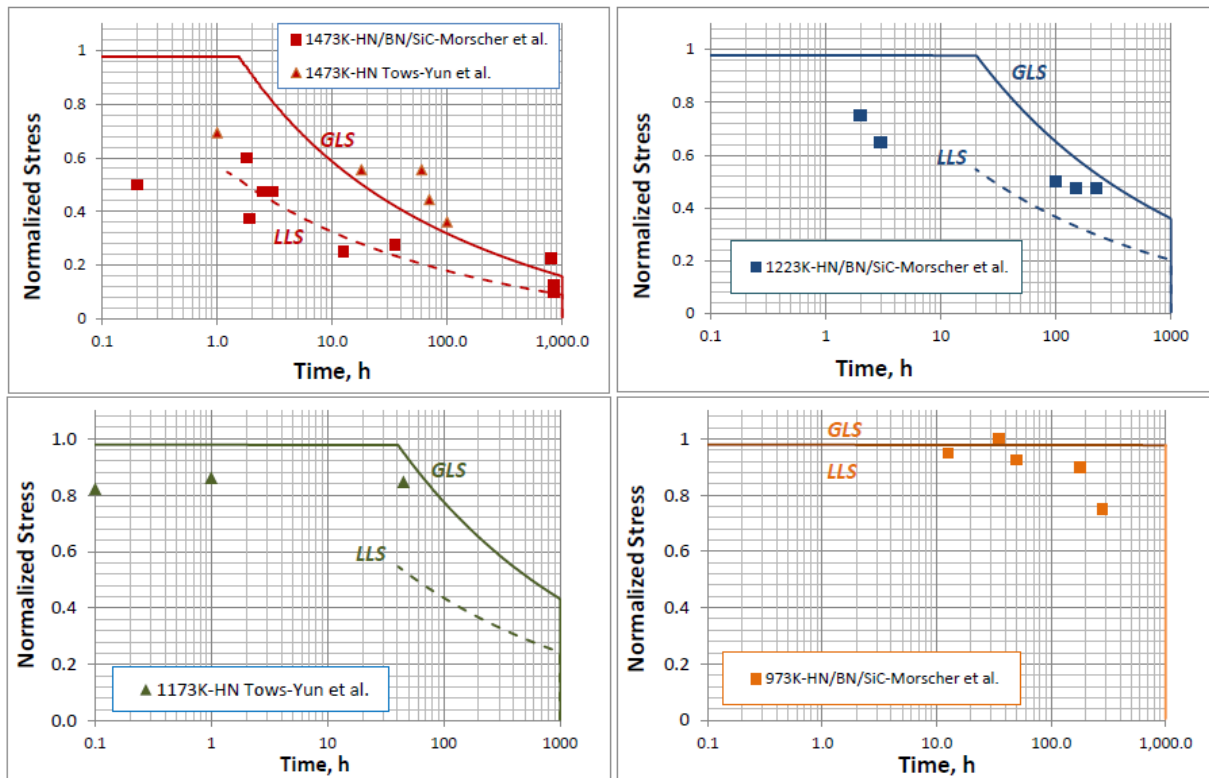 1473K-HN/BN/SiC-Morscher et al.
1473K-HN Tows-Yun et al.
GLS
LLS
Normalized Stress
1
0.8
0.6
0.4
0.2
0
0.1
1.0
10.0
100.0
1,000.0
Time, h
GLS
LLS
1223K-HN/BN/SiC-Morscher et al.
Normalized Stress
1
0.8
0.6
0.4
0.2
0
0.1
1
10
100
1000
Time, h
GLS
LLS
1173K-HN Tows-Yun et al.
Normalized Stress
1.0
0.8
0.6
0.4
0.2
0.0
0.1
1
10
100
1000
Time, h
GLS
LLS
973K-HN/BN/SiC-Morscher et al.
Normalized Stress
1
0.8
0.6
0.4
0.2
0
0.1
1.0
10.0
100.0
1,000.0
Time, h